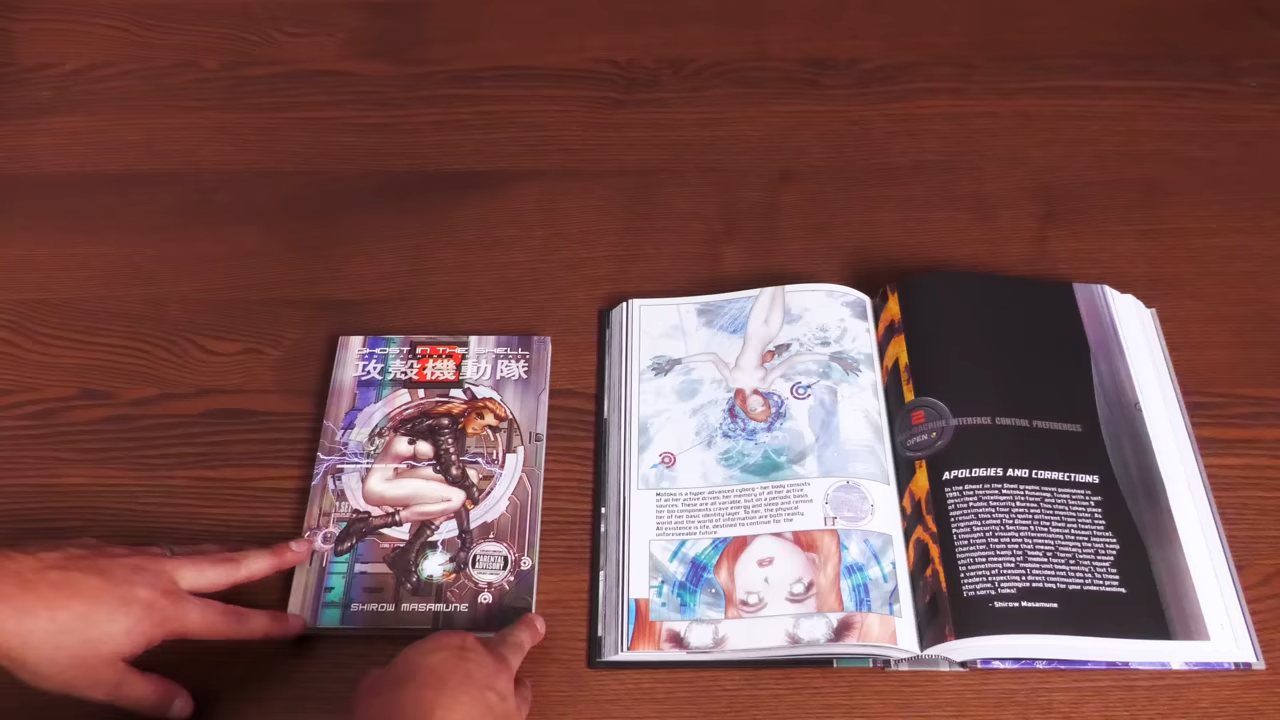 GHOST IN THE SHELL
MAN-MACHINE INTERFACE
2
攻殻機動隊
PARENTAL
ADVISORY
SHIROW MASAMUNE
Motoko is a hyper advanced cyborg – her body consists
of all her active drives; her memory of all her active
sources. These are all variable, but on a periodic basis
her bio components crave energy and sleep and remind
her of her basic identity layer. To her, the physical
world and the world of information are both reality.
All existence is life, destined to continue for the
unforeseeable future.
2
MACHINE INTERFACE CONTROL PREFERENCES
OPEN
APOLOGIES AND CORRECTIONS
In the Ghost in the Shell graphic novel published in
1991, the heroine, Motoko Kusanagi, fused with a self-
described "intelligent life-form" and left Section 9
of the Public Security Bureau. This story takes place
approximately four years and five months later. As
a result, this story is quite different from what was
originally called The Ghost in the Shell and featured
Public Security's Section 9 (the Special Assault Force).
I thought of visually differentiating the new Japanese
title from the old one by merely changing the last kanji
character, from one that means "military unit" to the
homophonic kanji for "body" or "form" (which would
shift the meaning of "mobile force" or "riot squad"
to something like "mobile-unit body/entity"), but for
a variety of reasons I decided not to do so. To those
readers expecting a direct continuation of the prior
storyline, I apologize and beg for your understanding.
I'm sorry, folks!
– Shirow Masamune